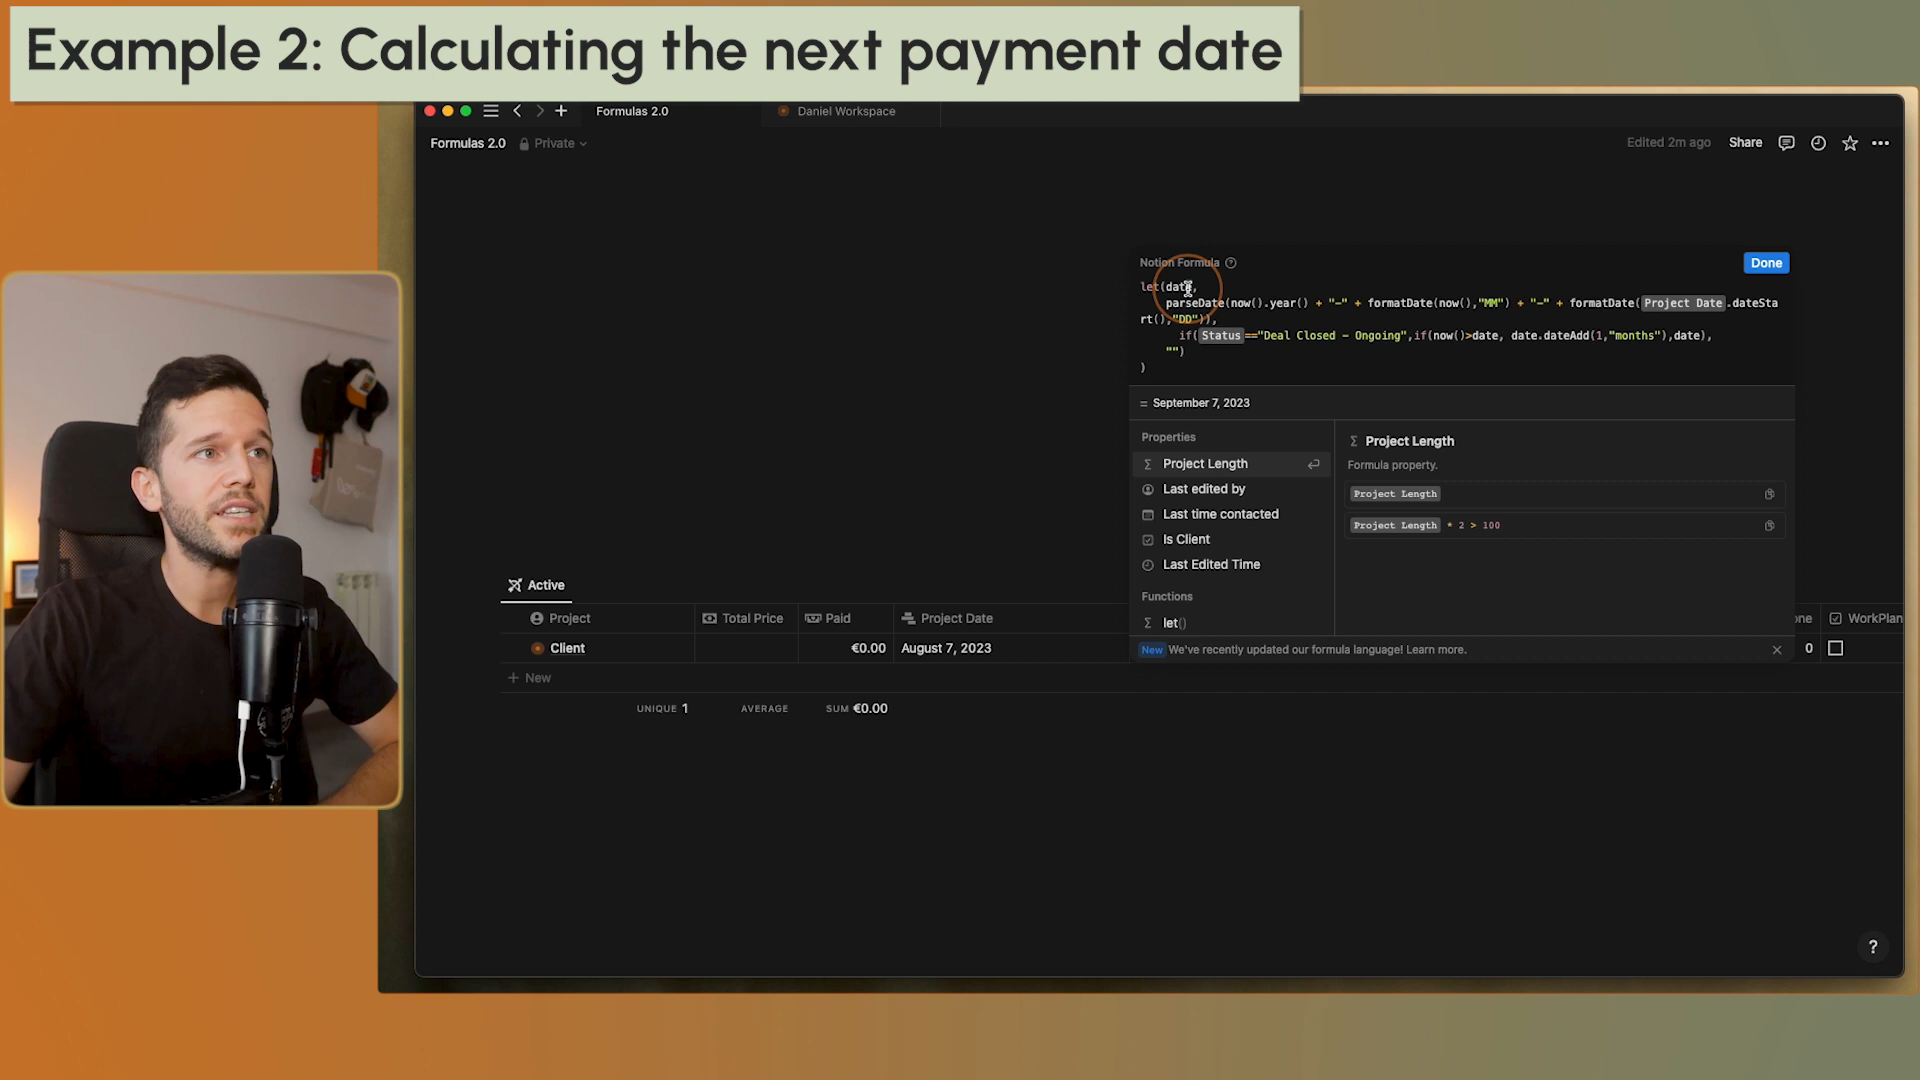 Example 2: Calculating the next payment date
Formulas 2.0
Daniel Workspace
Formulas 2.0
Private
Edited 2m ago
Share
Notion Formula
Done
let(date,
parseDate(now().year() + "-" + formatDate(now(),"MM") + "-" + formatDate(Project Date.dateSta
rt(),"DD")),
if(Status=="Deal Closed - Ongoing",if(now()>date, date.dateAdd(1,"months"),date),
"")
)
= September 7, 2023
Properties
Project Length
Last edited by
Last time contacted
Is Client
Last Edited Time
Functions
let()
Project Length
Formula property.
Project Length
Project Length * 2 > 100
New We've recently updated our formula language! Learn more.
Active
Project
Total Price
Paid
Project Date
one
WorkPlan
Client
€0.00
August 7, 2023
0
+ New
UNIQUE 1
AVERAGE
SUM €0.00
?